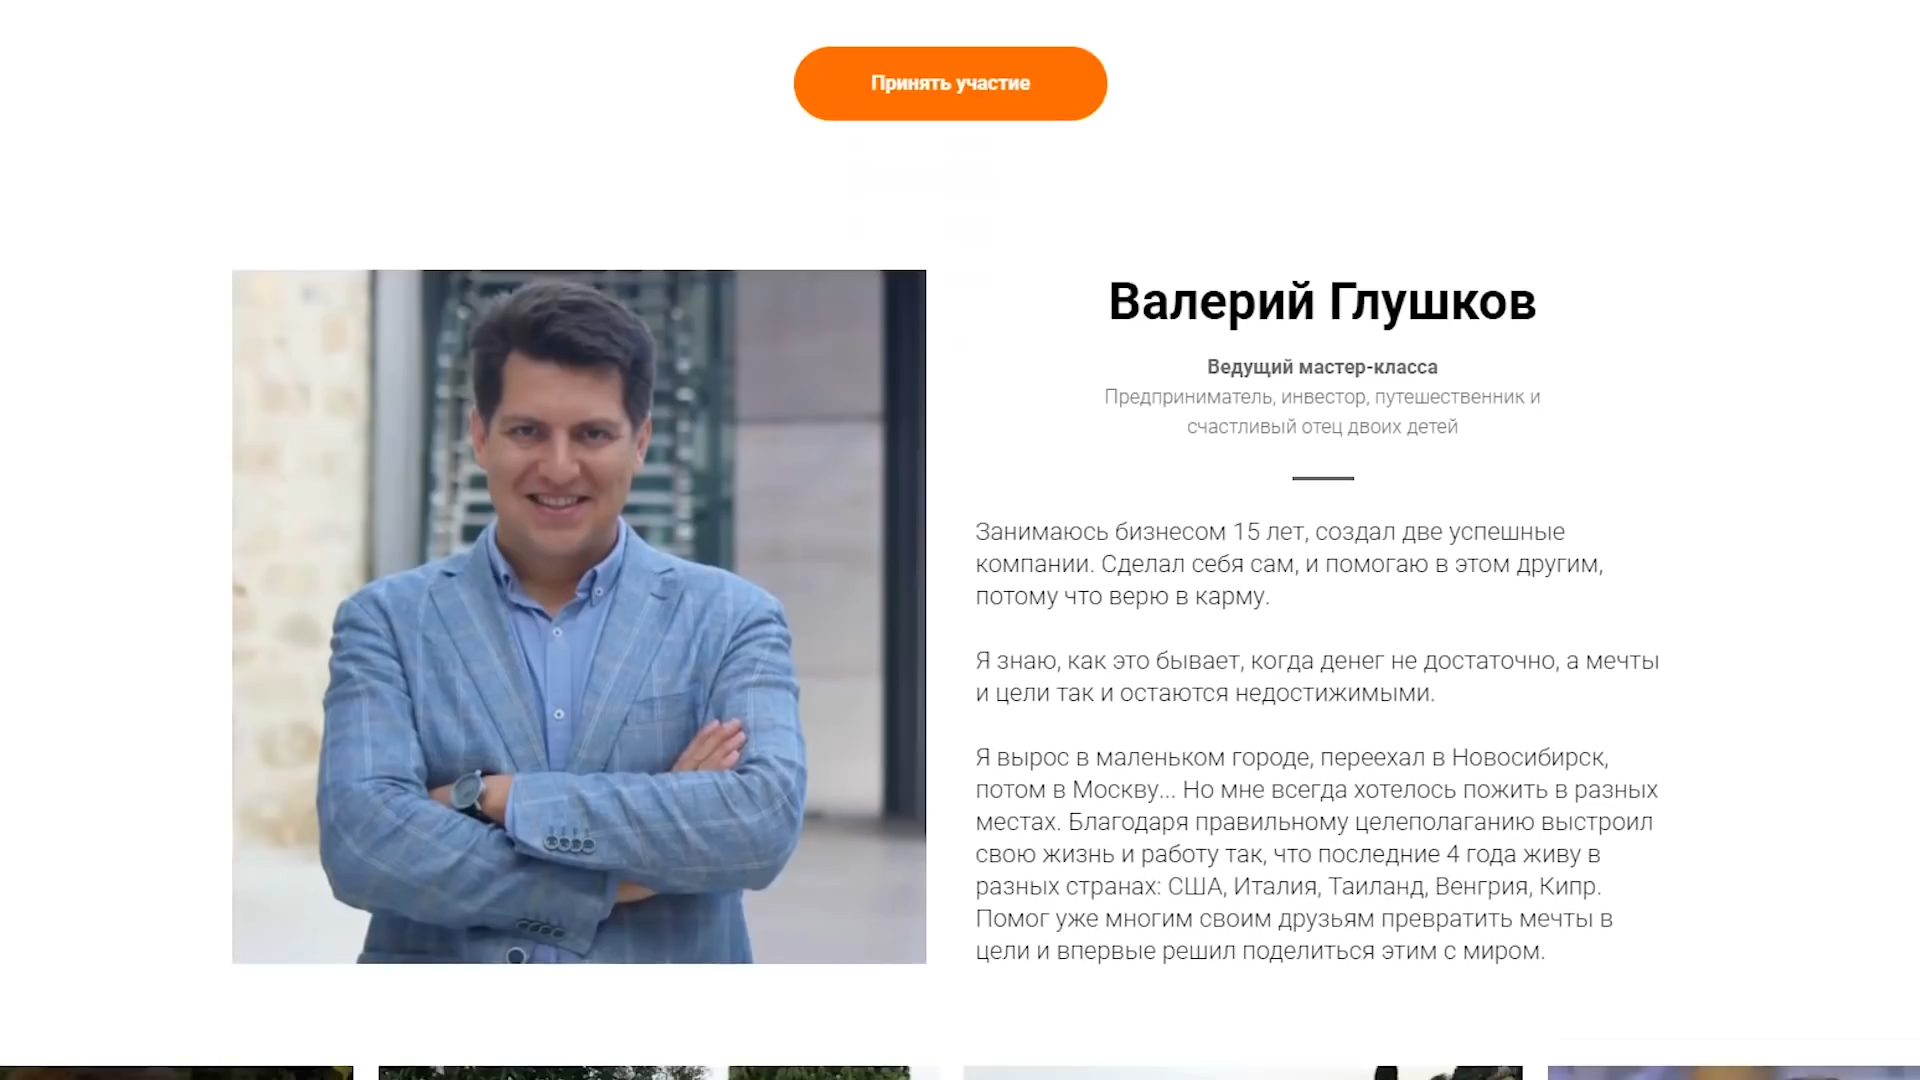 Принять участие
Валерий Глушков
Ведущий мастер-класса
Предприниматель, инвестор, путешественник и
счастливый отец двоих детей
Занимаюсь бизнесом 15 лет, создал две успешные
компании. Сделал себя сам, и помогаю в этом другим,
потому что верю в карму.
Я знаю, как это бывает, когда денег не достаточно, а мечты
и цели так и остаются недостижимыми.
Я вырос в маленьком городе, переехал в Новосибирск,
потом в Москву... Но мне всегда хотелось пожить в разных
местах. Благодаря правильному целеполаганию выстроил
свою жизнь и работу так, что последние 4 года живу в
разных странах: США, Италия, Таиланд, Венгрия, Кипр.
Помог уже многим своим друзьям превратить мечты в
цели и впервые решил поделиться этим с миром.